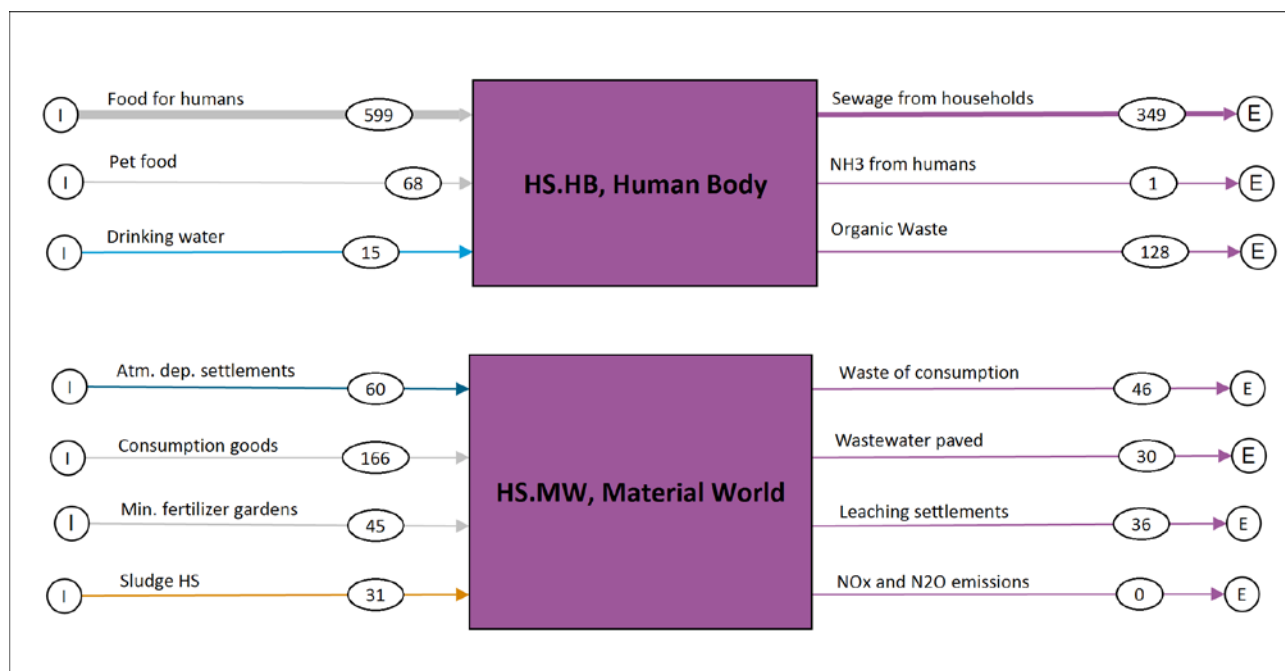 Food for humans
Sewage from households
I
599
349
E
Pet food
NH3 from humans
I
68
HS.HB, Human Body
1
E
Drinking water
Organic Waste
I
15
128
E
Atm. dep. settlements
Waste of consumption
I
60
46
E
Consumption goods
Wastewater paved
I
166
30
E
HS.MW, Material World
Min. fertilizer gardens
Leaching settlements
I
45
36
E
Sludge HS
NOx and N2O emissions
I
31
0
E